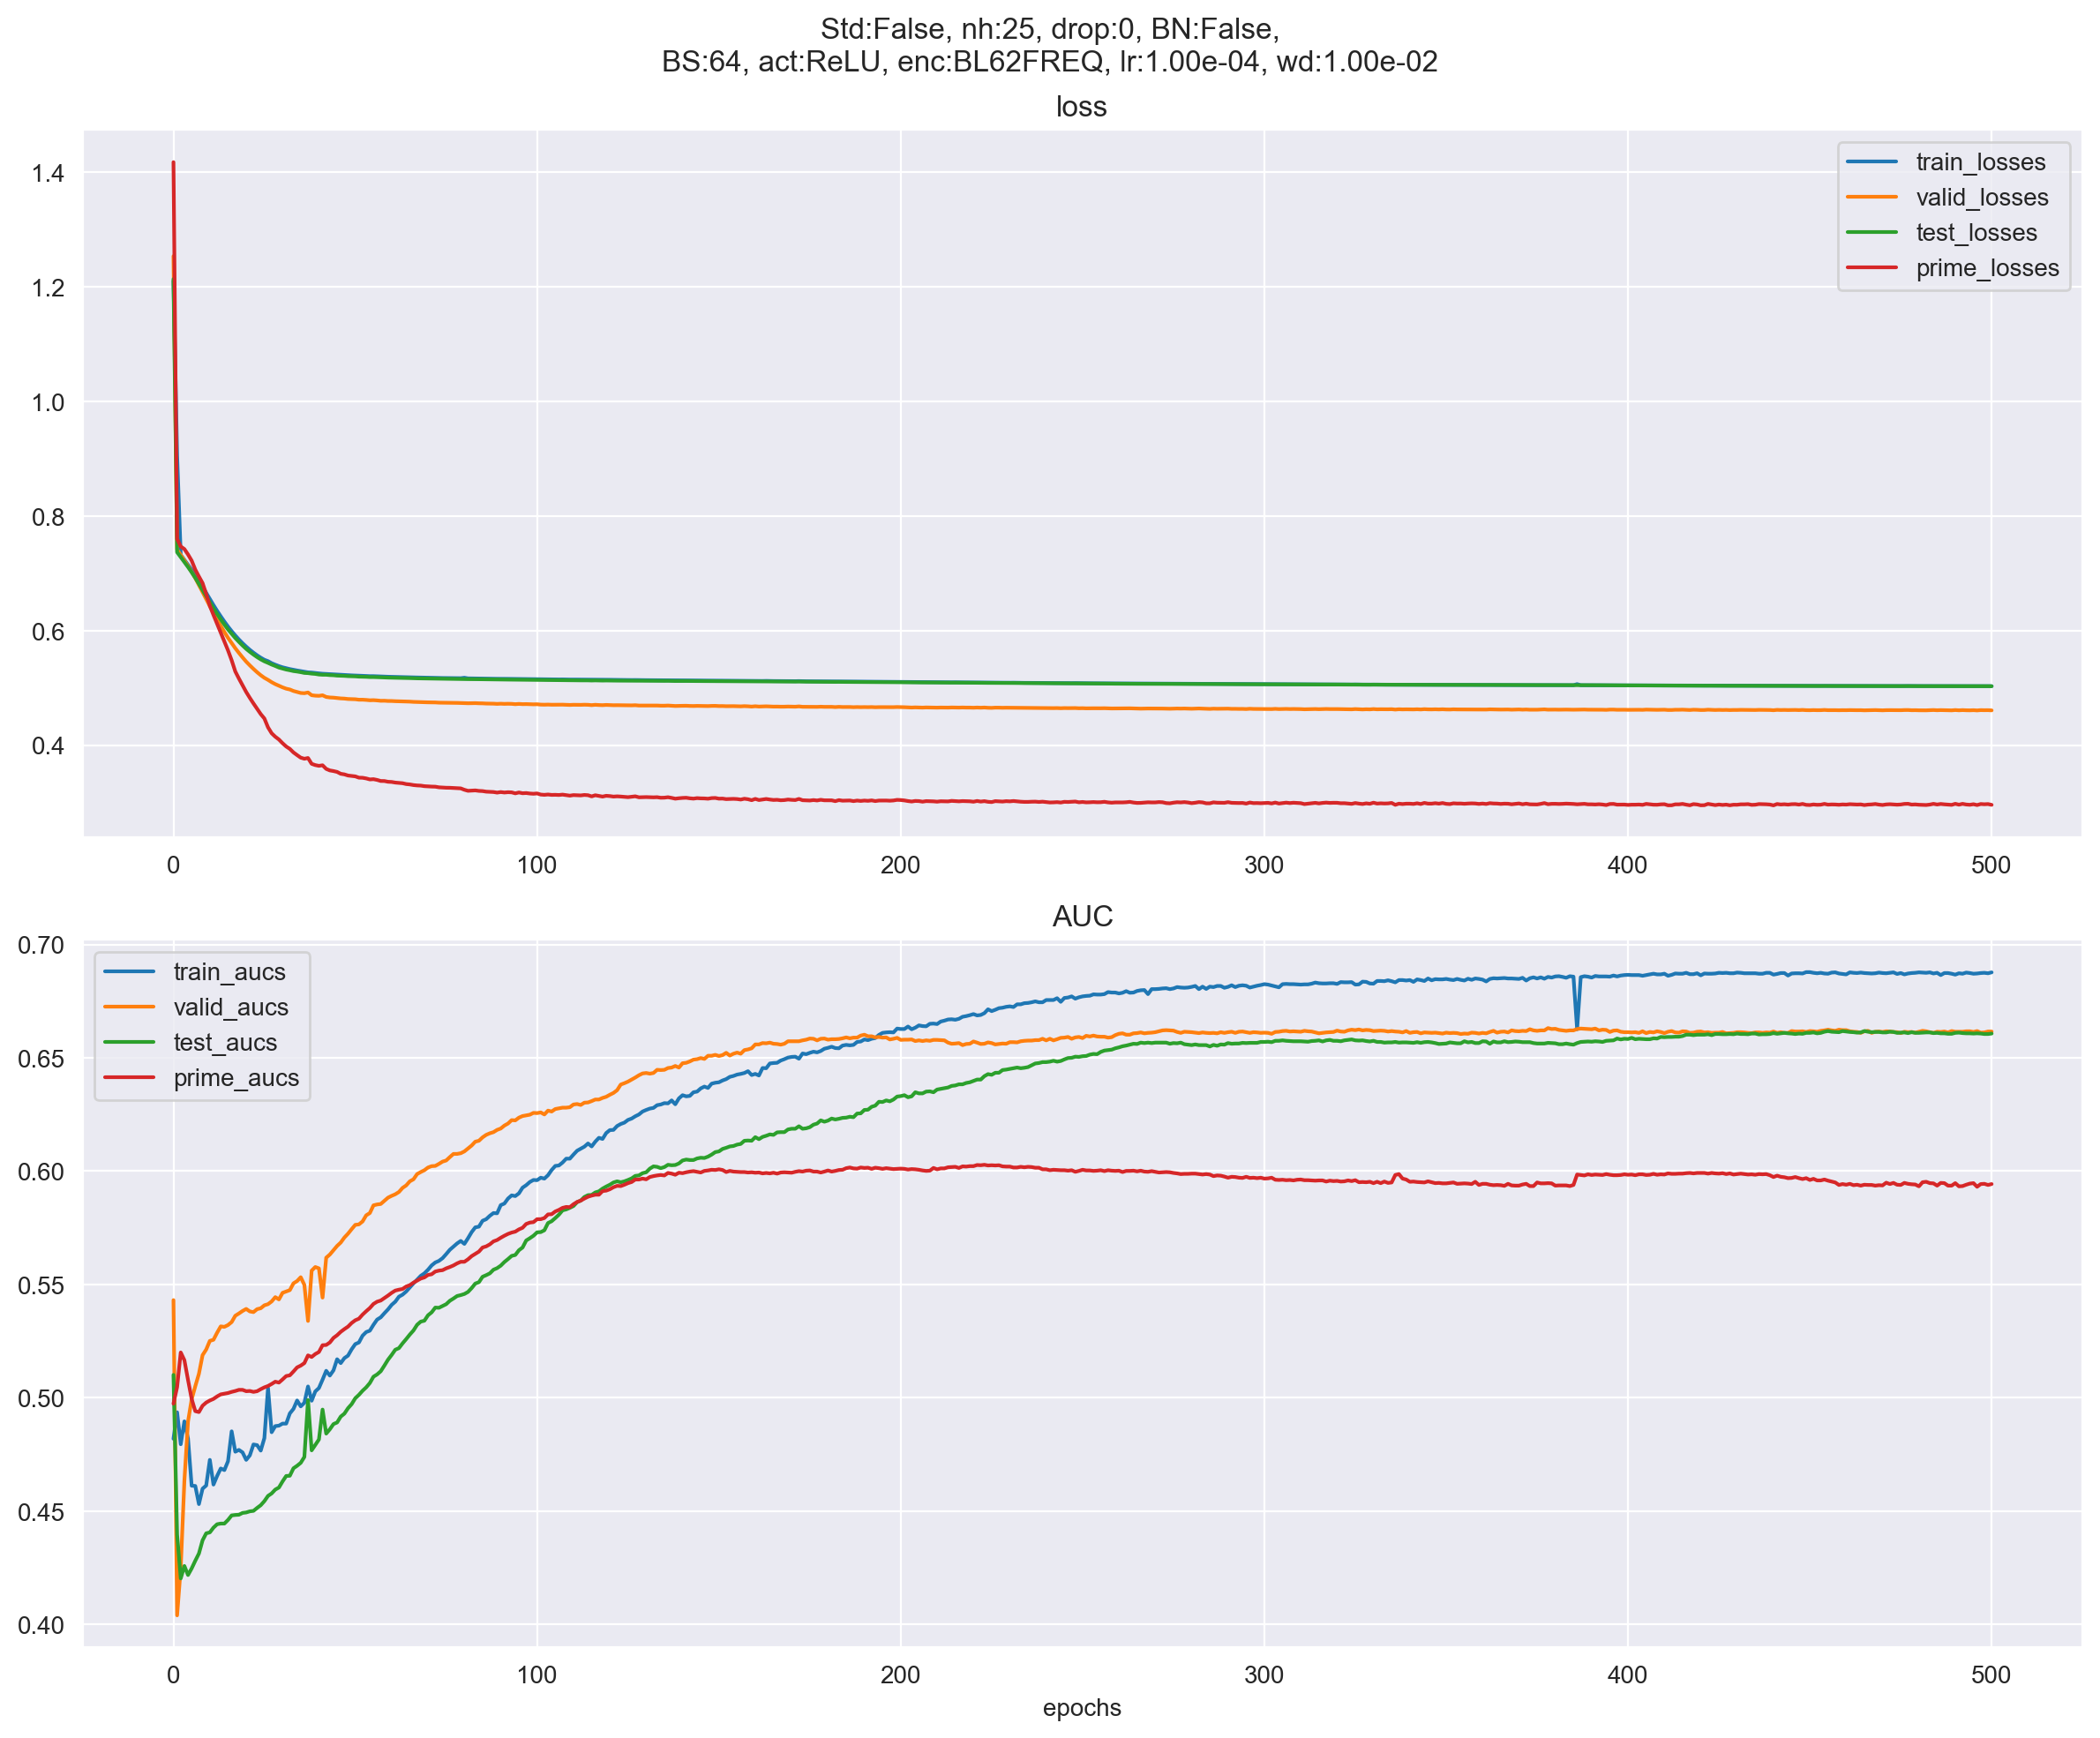 Std:False, nh:25, drop:0, BN:False,
BS:64, act:ReLU, enc:BL62FREQ, lr:1.00e-04, wd:1.00e-02
loss
1.4
1.2
1.0
0.8
0.6
0.4
train_losses
valid_losses
test_losses
prime_losses
0 100 200 300 400 500
AUC
0.70
0.65
0.60
0.55
0.50
0.45
0.40
train_aucs
valid_aucs
test_aucs
prime_aucs
0 100 200 300 400 500
epochs